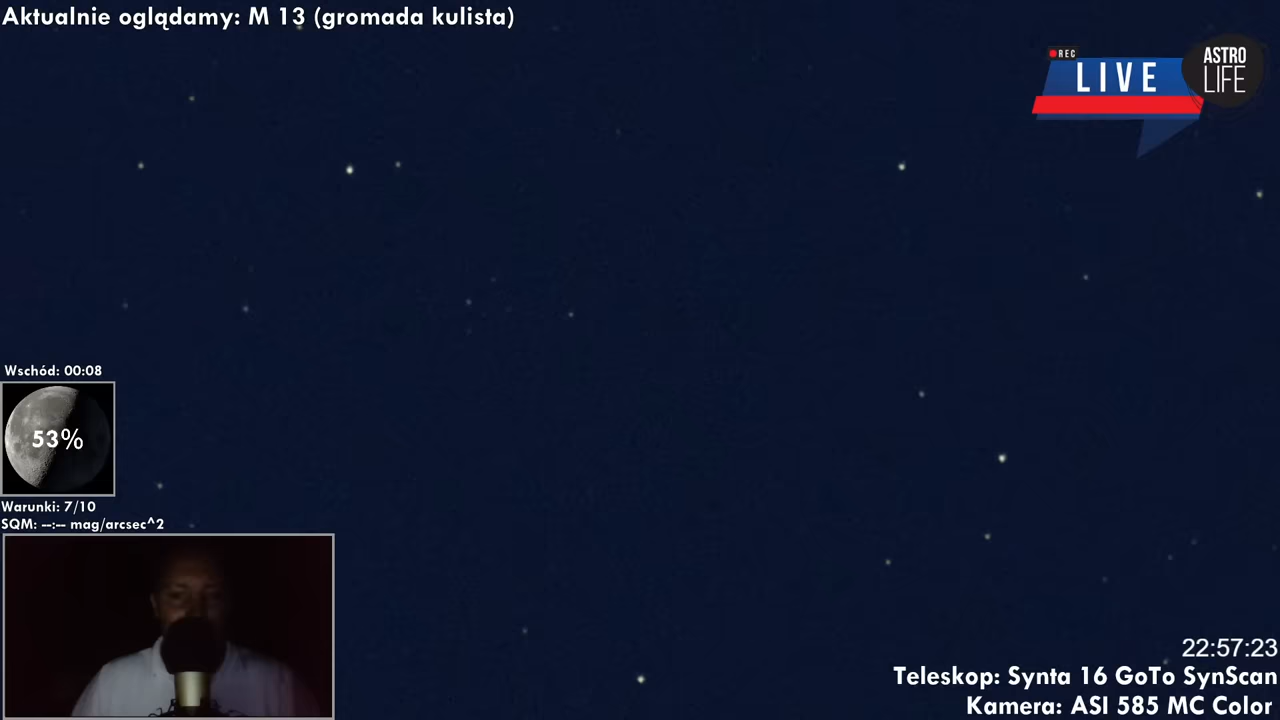 Aktualnie oglądamy: M 13 (gromada kulista)
REC
LIVE
ASTRO
LIFE
Wschód: 00:08
53%
Warunki: 7/10
SQM: --:-- mag/arcsec^2
22:57:23
Teleskop: Synta 16 GoTo SynScan
Kamera: ASI 585 MC Color